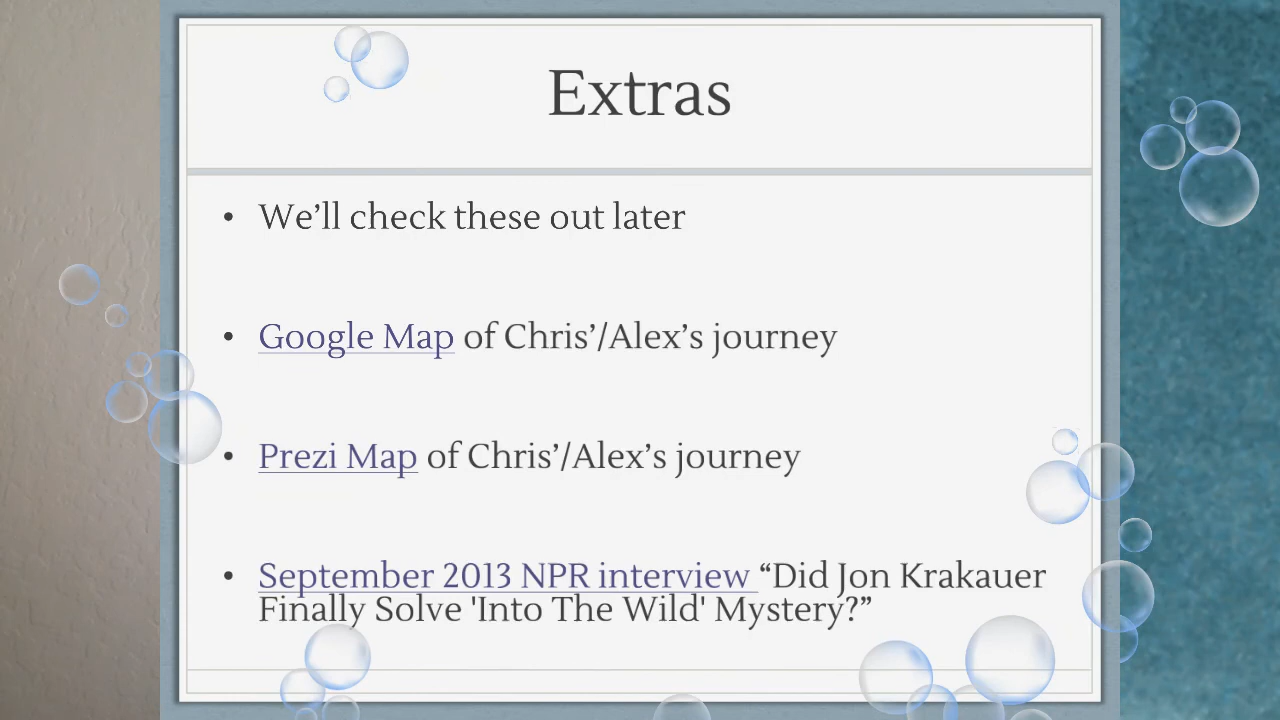 Extras
• We’ll check these out later
• Google Map of Chris’/Alex’s journey
• Prezi Map of Chris’/Alex’s journey
• September 2013 NPR interview “Did Jon Krakauer
Finally Solve 'Into The Wild' Mystery?”